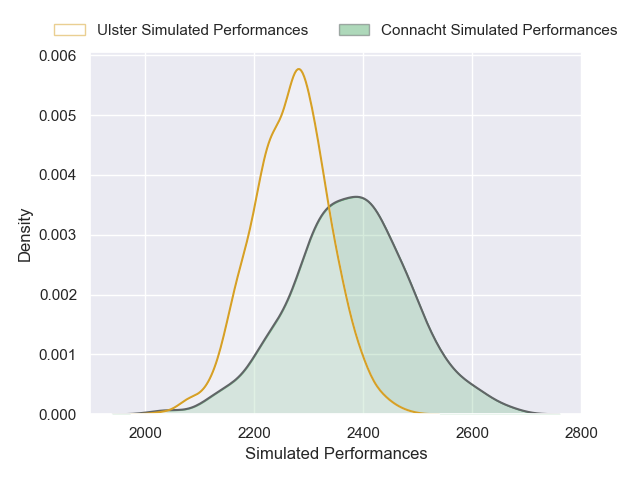 Ulster Simulated Performances
Connacht Simulated Performances
0.006
0.005
0.004
0.003
0.002
0.001
0.000
Density
2000 2200 2400 2600 2800
Simulated Performances